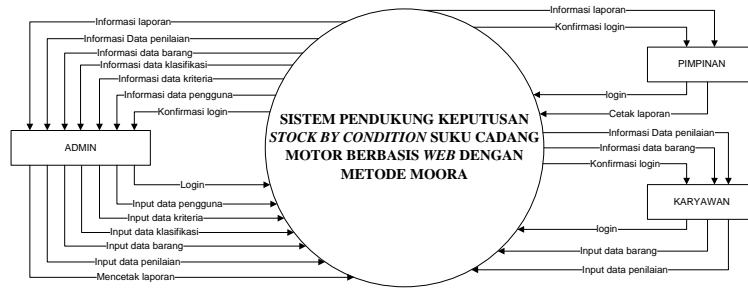 Informasi laporan
Informasi Data penilaian
Informasi data barang
Informasi data klasifikasi
Informasi data kriteria
Informasi data pengguna
Konfirmasi login
ADMIN
Login
Input data pengguna
Input data kriteria
Input data klasifikasi
Input data barang
Input data penilaian
Mencetak laporan
SISTEM PENDUKUNG KEPUTUSAN
STOCK BY CONDITION SUKU CADANG
MOTOR BERBASIS WEB DENGAN
METODE MOORA
Informasi laporan
Konfirmasi login
PIMPINAN
login
Cetak laporan
Informasi Data penilaian
Informasi data barang
Konfirmasi login
KARYAWAN
login
Input data barang
Input data penilaian